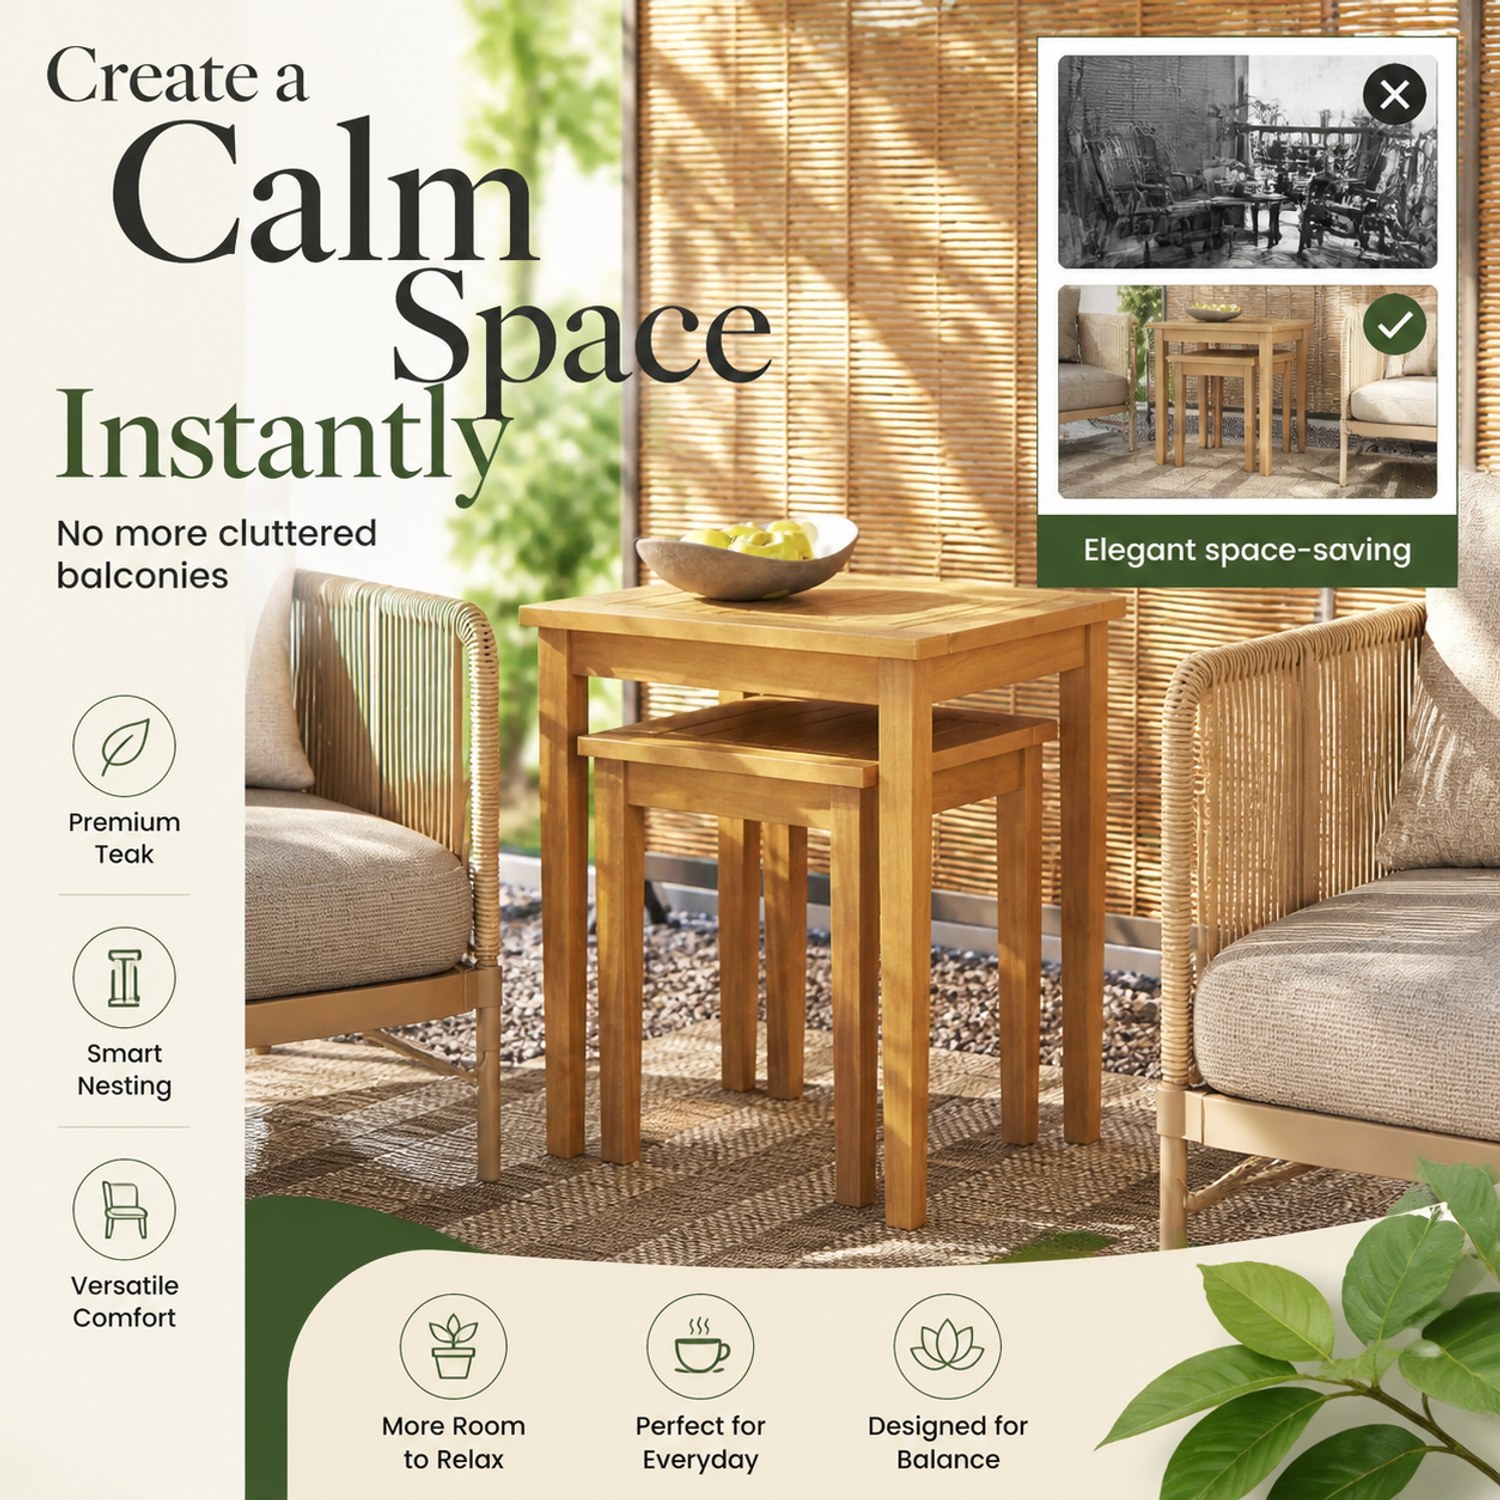 Create a
Calm
Space
Instantly
No more cluttered
balconies
Elegant space-saving
Premium
Teak
Smart
Nesting
Versatile
Comfort
More Room
to Relax
Perfect for
Everyday
Designed for
Balance